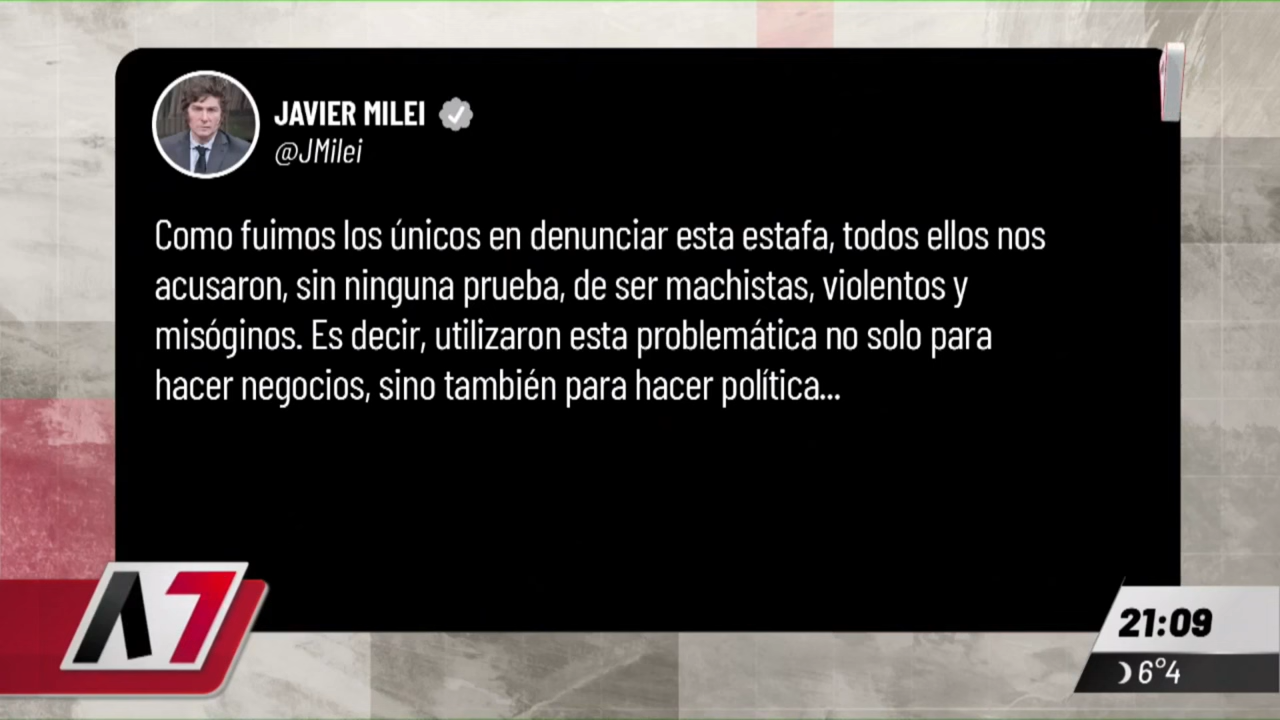 JAVIER MILEI
@JMilei
Como fuimos los únicos en denunciar esta estafa, todos ellos nos
acusaron, sin ninguna prueba, de ser machistas, violentos y
misóginos. Es decir, utilizaron esta problemática no solo para
hacer negocios, sino también para hacer política...
A7
21:09
6°4